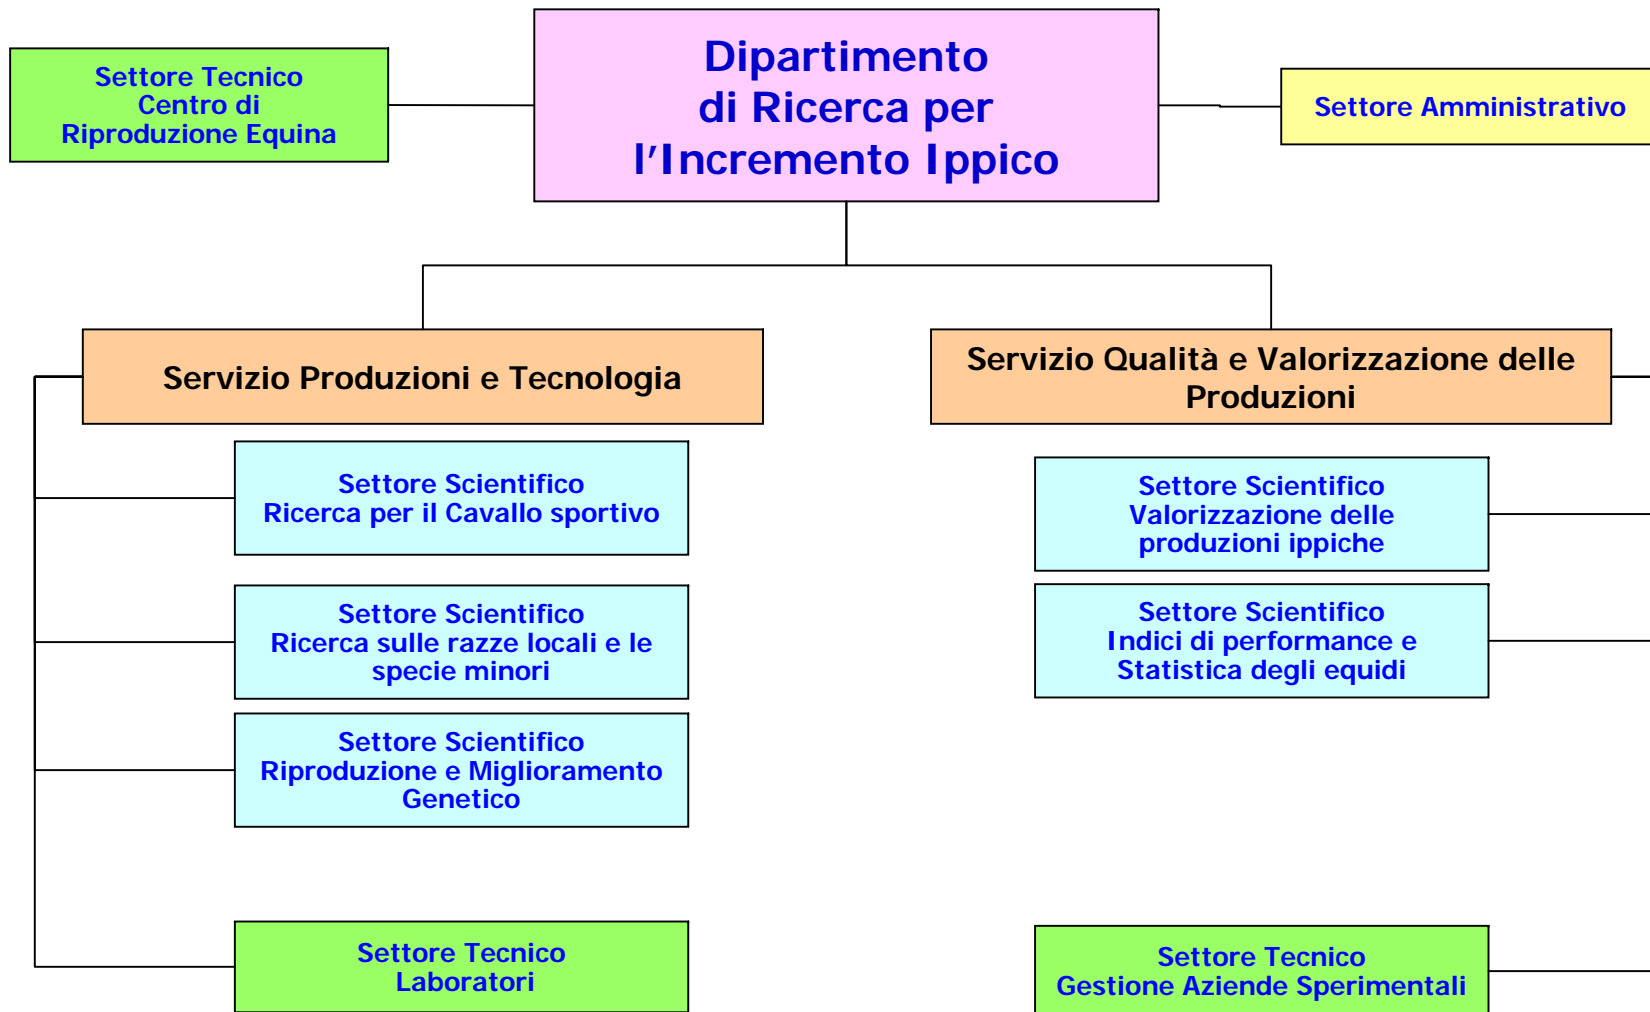 Dipartimento
di Ricerca per
l'Incremento Ippico
Settore Tecnico
Centro di
Riproduzione Equina
Settore Amministrativo
Servizio Produzioni e Tecnologia
Settore Scientifico
Ricerca per il Cavallo sportivo
Settore Scientifico
Ricerca sulle razze locali e le
specie minori
Settore Scientifico
Riproduzione e Miglioramento
Genetico
Settore Tecnico
Laboratori
Servizio Qualità e Valorizzazione delle
Produzioni
Settore Scientifico
Valorizzazione delle
produzioni ippiche
Settore Scientifico
Indici di performance e
Statistica degli equidi
Settore Tecnico
Gestione Aziende Sperimentali